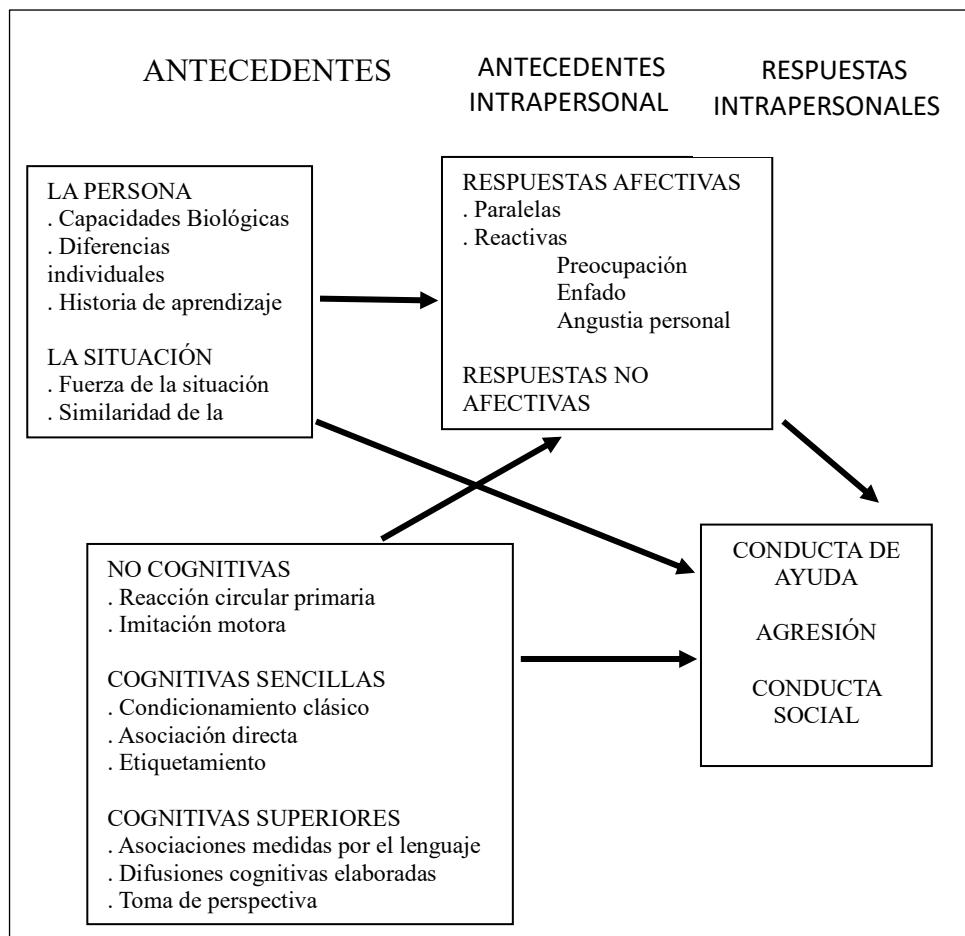 ANTECEDENTES
ANTECEDENTES
INTRAPERSONAL
RESPUESTAS
INTRAPERSONALES
LA PERSONA
. Capacidades Biológicas
. Diferencias
individuales
. Historia de aprendizaje
LA SITUACIÓN
. Fuerza de la situación
. Similaridad de la
RESPUESTAS AFECTIVAS
. Paralelas
. Reactivas
Preocupación
Enfado
Angustia personal
RESPUESTAS NO
AFECTIVAS
NO COGNITIVAS
. Reacción circular primaria
. Imitación motora
COGNITIVAS SENCILLAS
. Condicionamiento clásico
. Asociación directa
. Etiquetamiento
COGNITIVAS SUPERIORES
. Asociaciones medidas por el lenguaje
. Difusiones cognitivas elaboradas
. Toma de perspectiva
CONDUCTA DE
AYUDA
AGRESIÓN
CONDUCTA
SOCIAL